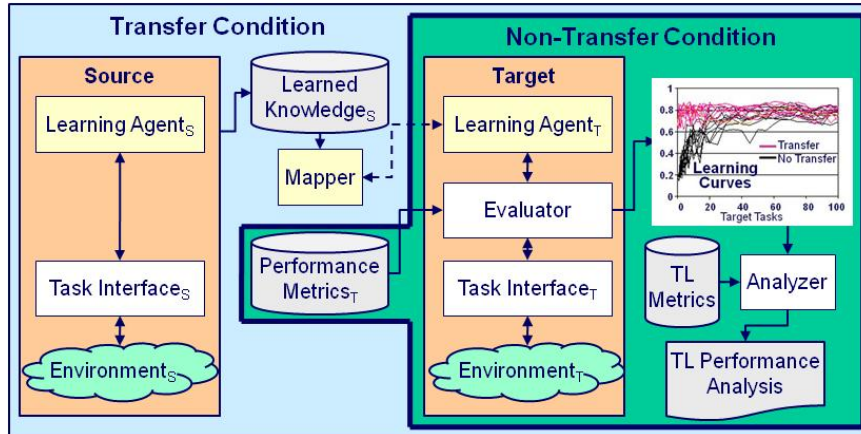 Transfer Condition
Non-Transfer Condition
Source
Learning AgentS
Task InterfaceS
EnvironmentS
Learned
KnowledgeS
Mapper
Performance
MetricsT
Target
Learning AgentT
Evaluator
Task InterfaceT
EnvironmentT
1
0.8
0.6
0.4
0.2
0
Transfer
No Transfer
Learning
Curves
0 20 40 60 80 100
Target Tasks
TL
Metrics
Analyzer
TL Performance
Analysis